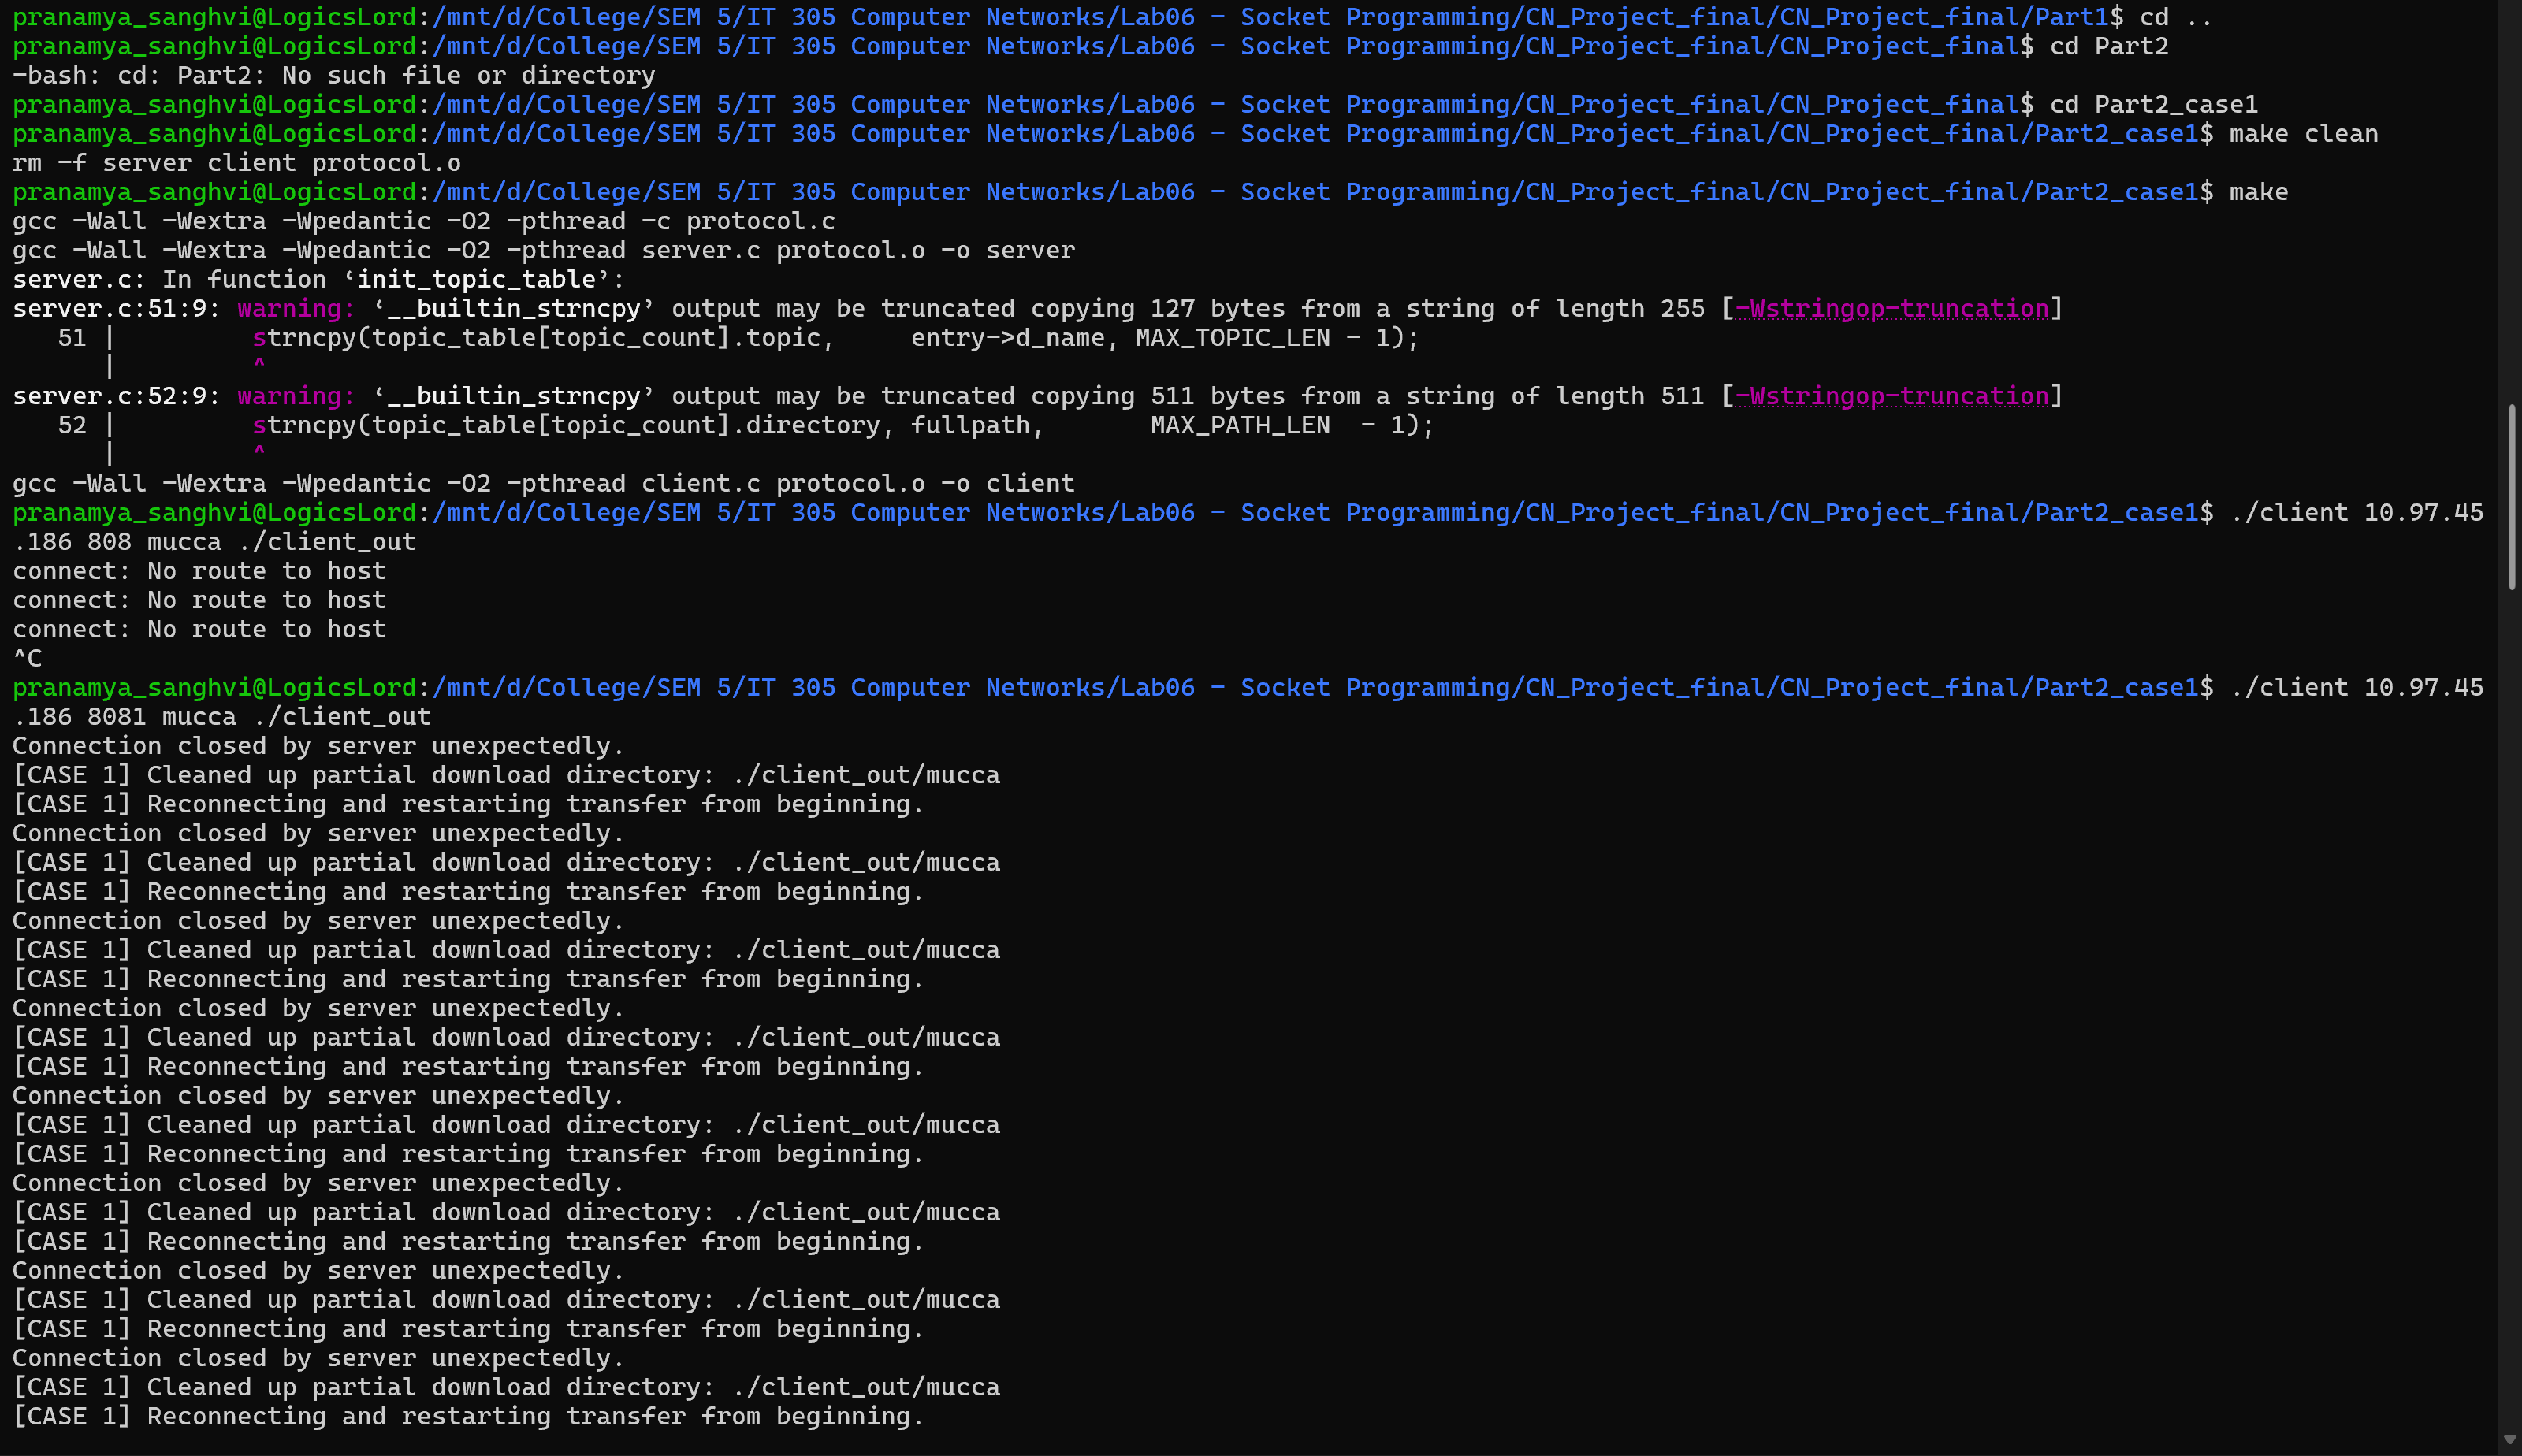 pranamya_sanghvi@LogicsLord:/mnt/d/College/SEM 5/IT 305 Computer Networks/Lab06 - Socket Programming/CN_Project_final/CN_Project_final/Part1$ cd ..
pranamya_sanghvi@LogicsLord:/mnt/d/College/SEM 5/IT 305 Computer Networks/Lab06 - Socket Programming/CN_Project_final/CN_Project_final$ cd Part2
-bash: cd: Part2: No such file or directory
pranamya_sanghvi@LogicsLord:/mnt/d/College/SEM 5/IT 305 Computer Networks/Lab06 - Socket Programming/CN_Project_final/CN_Project_final$ cd Part2_case1
pranamya_sanghvi@LogicsLord:/mnt/d/College/SEM 5/IT 305 Computer Networks/Lab06 - Socket Programming/CN_Project_final/CN_Project_final/Part2_case1$ make clean
rm -f server client protocol.o
pranamya_sanghvi@LogicsLord:/mnt/d/College/SEM 5/IT 305 Computer Networks/Lab06 - Socket Programming/CN_Project_final/CN_Project_final/Part2_case1$ make
gcc -Wall -Wextra -Wpedantic -O2 -pthread -c protocol.c
gcc -Wall -Wextra -Wpedantic -O2 -pthread server.c protocol.o -o server
server.c: In function ‘init_topic_table’:
server.c:51:9: warning: ‘__builtin_strncpy’ output may be truncated copying 127 bytes from a string of length 255 [-Wstringop-truncation]
   51 |         strncpy(topic_table[topic_count].topic,     entry->d_name, MAX_TOPIC_LEN - 1);
      |         ^
server.c:52:9: warning: ‘__builtin_strncpy’ output may be truncated copying 511 bytes from a string of length 511 [-Wstringop-truncation]
   52 |         strncpy(topic_table[topic_count].directory, fullpath,       MAX_PATH_LEN  - 1);
      |         ^
gcc -Wall -Wextra -Wpedantic -O2 -pthread client.c protocol.o -o client
pranamya_sanghvi@LogicsLord:/mnt/d/College/SEM 5/IT 305 Computer Networks/Lab06 - Socket Programming/CN_Project_final/CN_Project_final/Part2_case1$ ./client 10.97.45
.186 808 mucca ./client_out
connect: No route to host
connect: No route to host
connect: No route to host
^C
pranamya_sanghvi@LogicsLord:/mnt/d/College/SEM 5/IT 305 Computer Networks/Lab06 - Socket Programming/CN_Project_final/CN_Project_final/Part2_case1$ ./client 10.97.45
.186 8081 mucca ./client_out
Connection closed by server unexpectedly.
[CASE 1] Cleaned up partial download directory: ./client_out/mucca
[CASE 1] Reconnecting and restarting transfer from beginning.
Connection closed by server unexpectedly.
[CASE 1] Cleaned up partial download directory: ./client_out/mucca
[CASE 1] Reconnecting and restarting transfer from beginning.
Connection closed by server unexpectedly.
[CASE 1] Cleaned up partial download directory: ./client_out/mucca
[CASE 1] Reconnecting and restarting transfer from beginning.
Connection closed by server unexpectedly.
[CASE 1] Cleaned up partial download directory: ./client_out/mucca
[CASE 1] Reconnecting and restarting transfer from beginning.
Connection closed by server unexpectedly.
[CASE 1] Cleaned up partial download directory: ./client_out/mucca
[CASE 1] Reconnecting and restarting transfer from beginning.
Connection closed by server unexpectedly.
[CASE 1] Cleaned up partial download directory: ./client_out/mucca
[CASE 1] Reconnecting and restarting transfer from beginning.
Connection closed by server unexpectedly.
[CASE 1] Cleaned up partial download directory: ./client_out/mucca
[CASE 1] Reconnecting and restarting transfer from beginning.
Connection closed by server unexpectedly.
[CASE 1] Cleaned up partial download directory: ./client_out/mucca
[CASE 1] Reconnecting and restarting transfer from beginning.